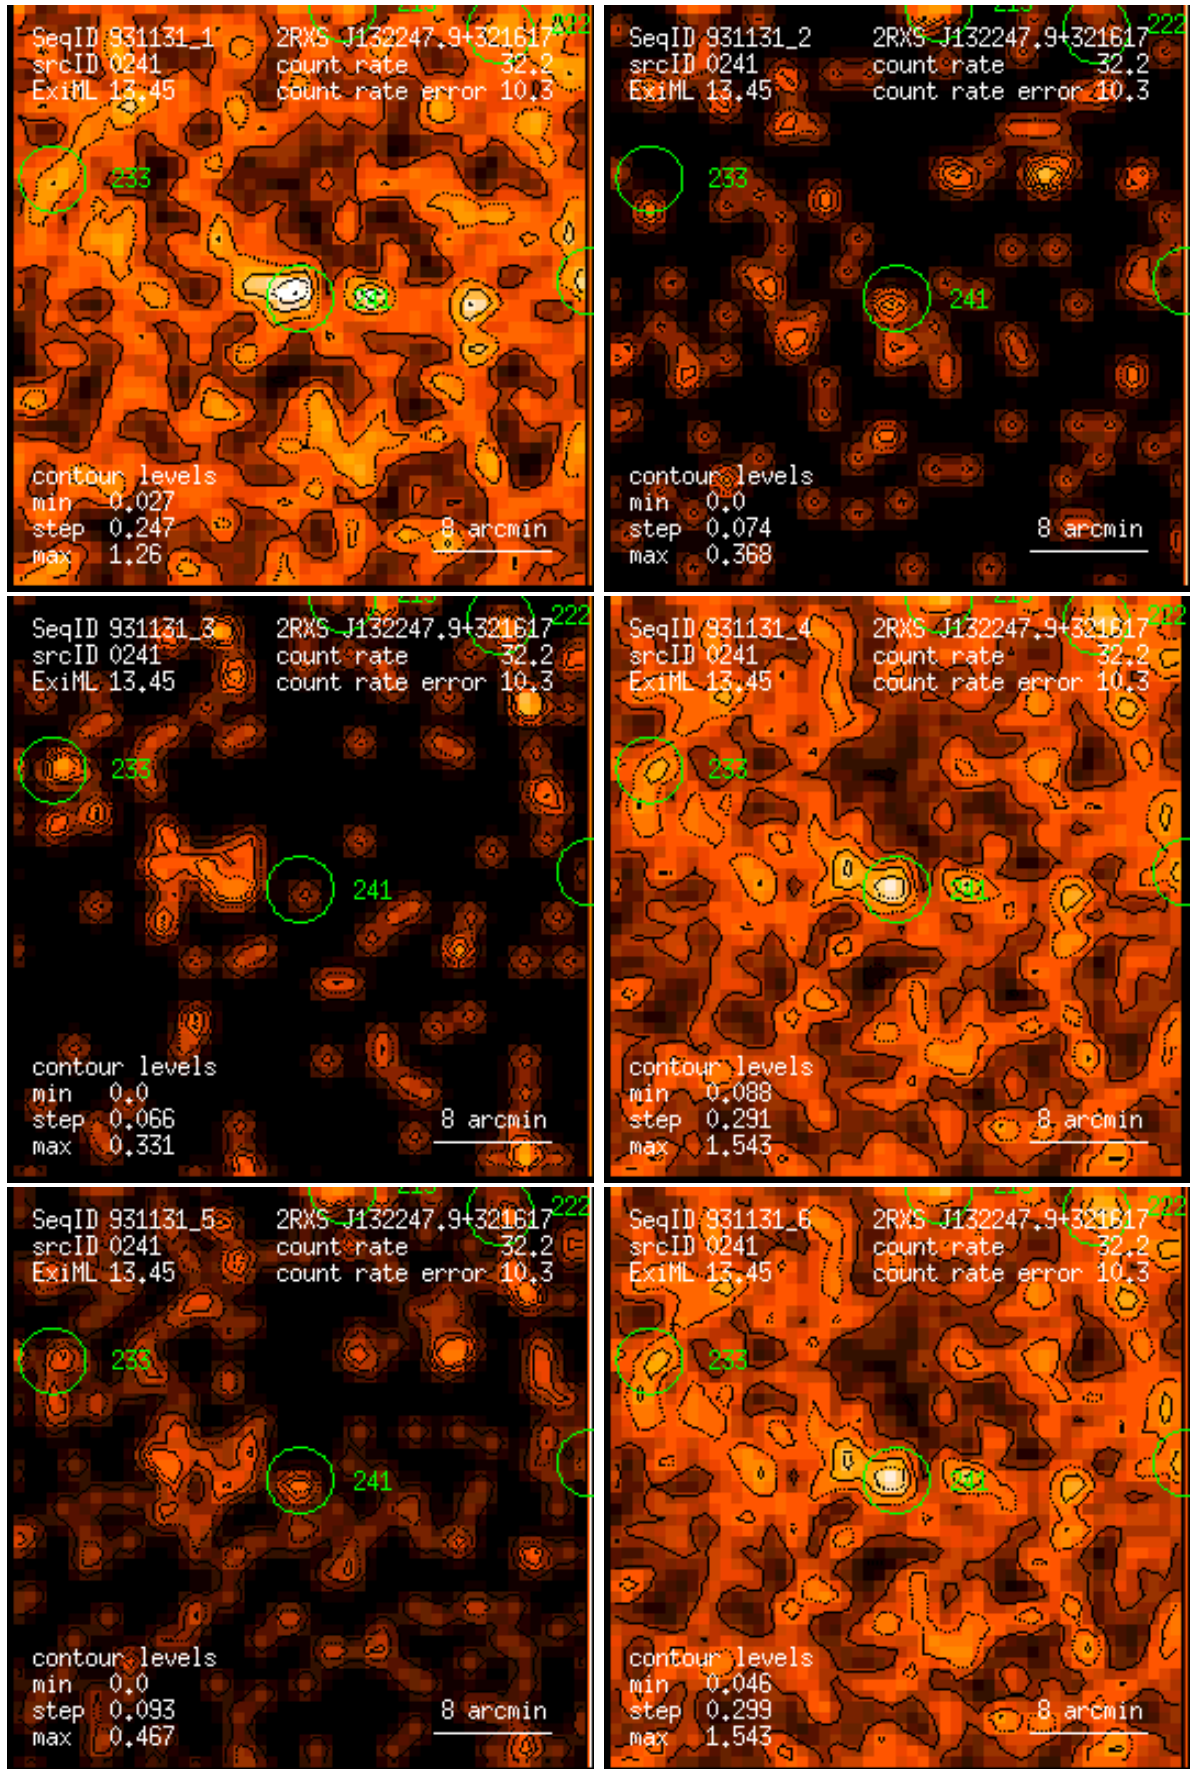 213
222
SeqID 931131_1 2RXS J132247.9+321617
srcID 0241 count rate 32.2
ExiML 13.45 count rate error 10.3
233
241
contour levels
min 0.027
step 0.247 8 arcmin
max 1.26
213
222
SeqID 931131_2 2RXS J132247.9+321617
srcID 0241 count rate 32.2
ExiML 13.45 count rate error 10.3
233
241
contour levels
min 0.0
step 0.074 8 arcmin
max 0.368
213
222
SeqID 931131_3 2RXS J132247.9+321617
srcID 0241 count rate 32.2
ExiML 13.45 count rate error 10.3
233
241
contour levels
min 0.0
step 0.066 8 arcmin
max 0.331
213
222
SeqID 931131_4 2RXS J132247.9+321617
srcID 0241 count rate 32.2
ExiML 13.45 count rate error 10.3
233
241
contour levels
min 0.088
step 0.291 8 arcmin
max 1.543
213
222
SeqID 931131_5 2RXS J132247.9+321617
srcID 0241 count rate 32.2
ExiML 13.45 count rate error 10.3
233
241
contour levels
min 0.0
step 0.093 8 arcmin
max 0.467
213
222
SeqID 931131_6 2RXS J132247.9+321617
srcID 0241 count rate 32.2
ExiML 13.45 count rate error 10.3
233
241
contour levels
min 0.046
step 0.299 8 arcmin
max 1.543